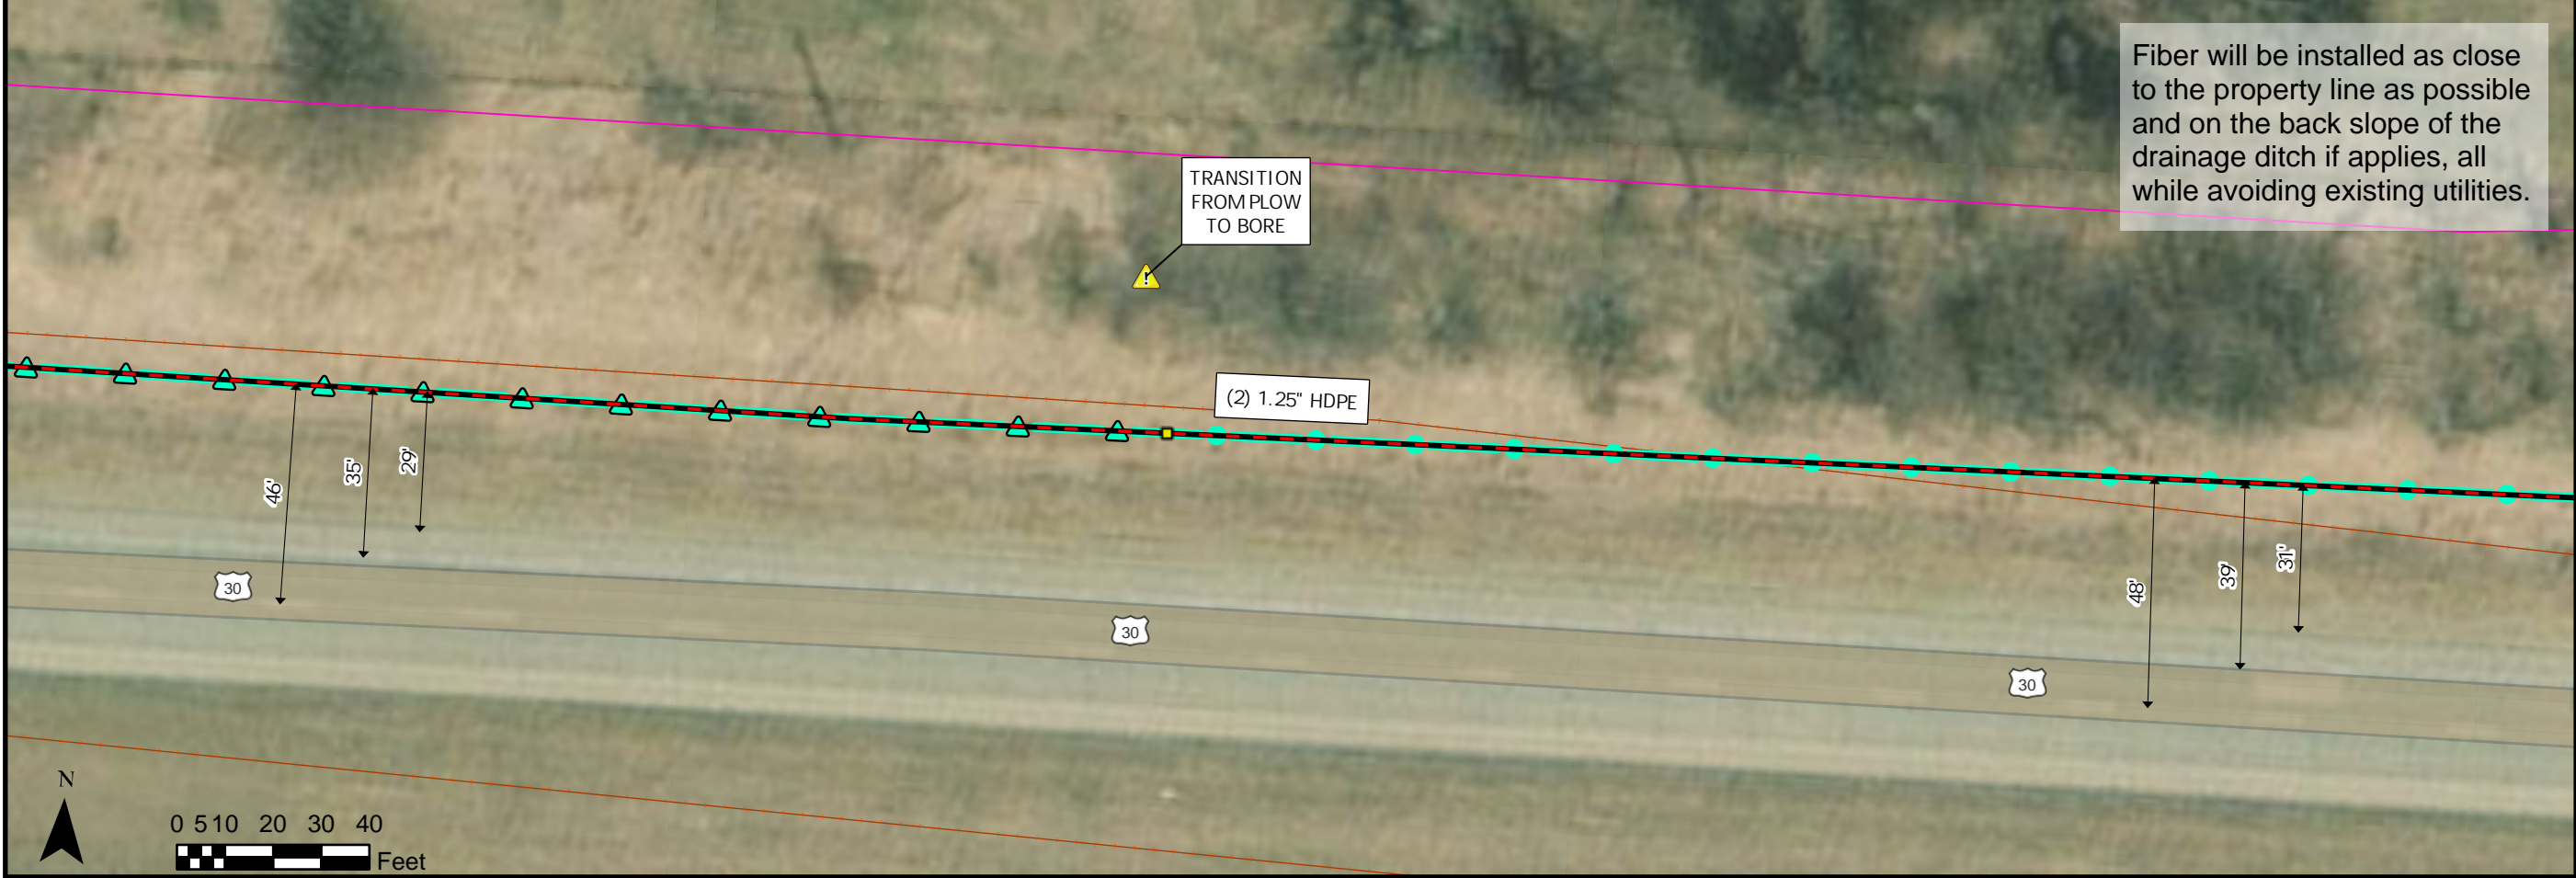 Fiber will be installed as close
to the property line as possible
and on the back slope of the
drainage ditch if applies, all
while avoiding existing utilities.
TRANSITION
FROM PLOW
TO BORE
!
(2) 1.25" HDPE
46'
35'
29'
48'
39'
31'
30
30
30
N
0 5 10 20 30 40
Feet